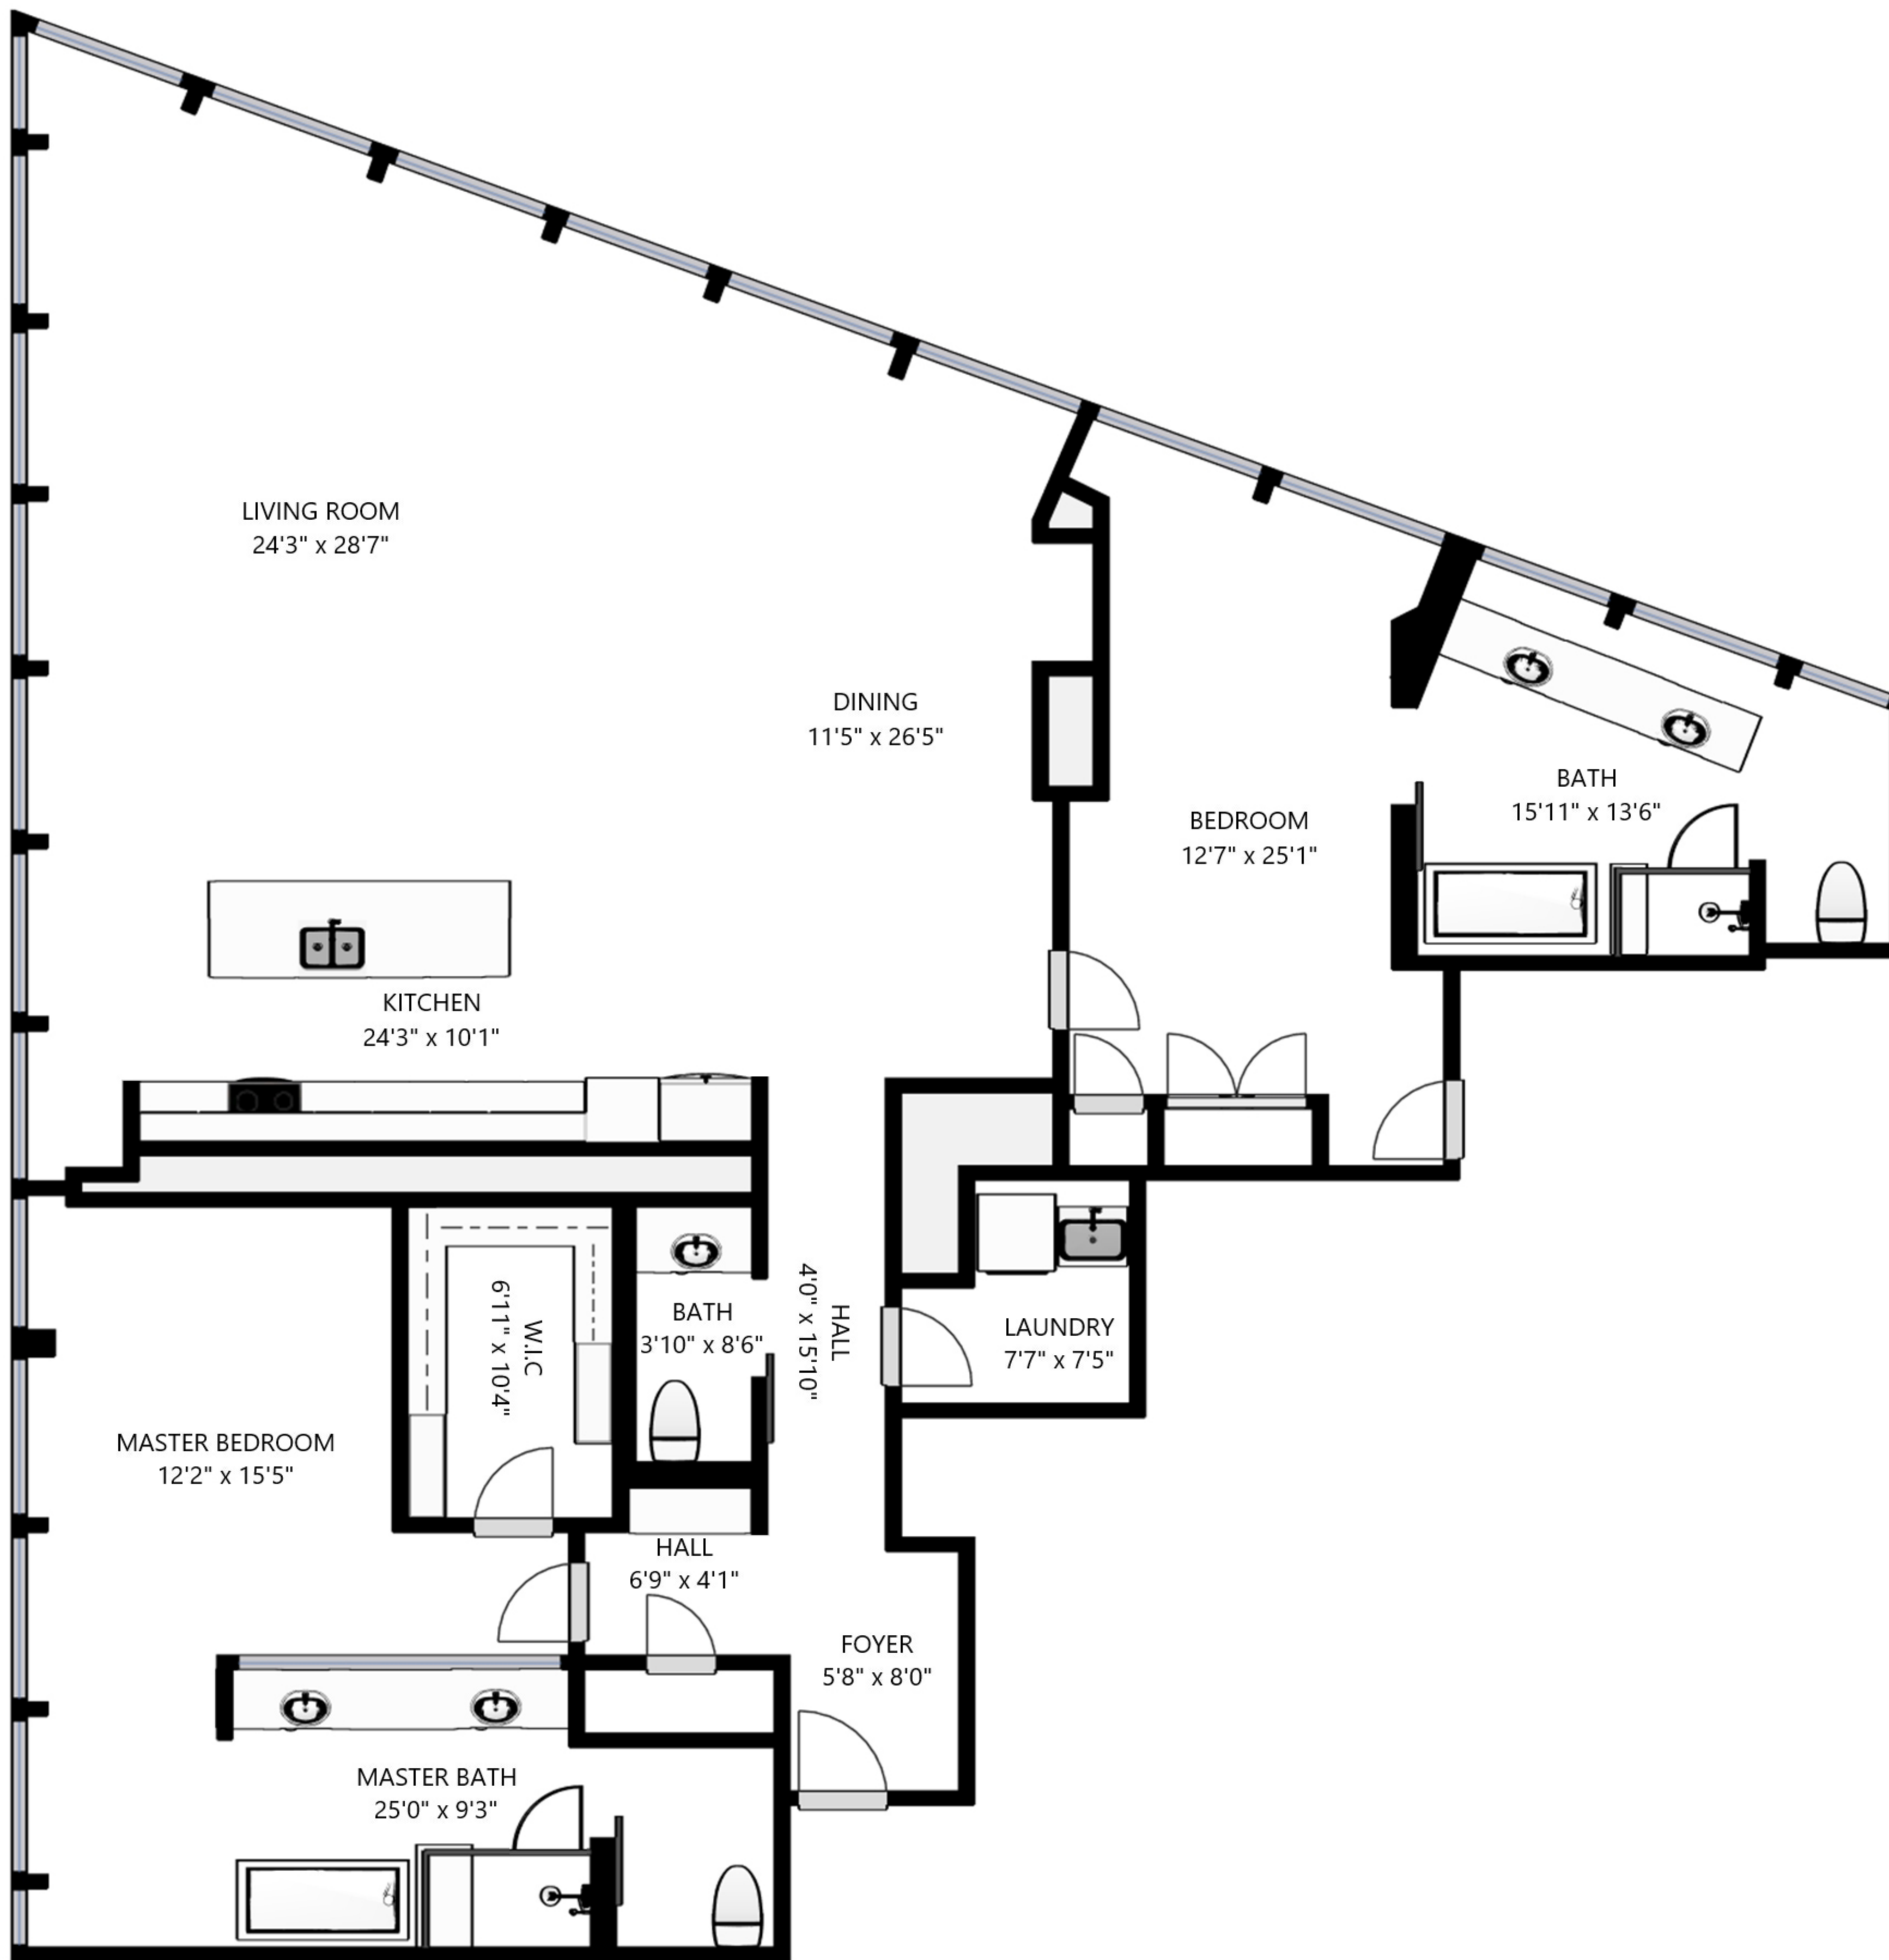 LIVING ROOM
24'3" x 28'7"
DINING
11'5" x 26'5"
BATH
15'11" x 13'6"
BEDROOM
12'7" x 25'1"
KITCHEN
24'3" x 10'1"
W.I.C
6'11" x 10'4"
BATH
3'10" x 8'6"
HALL
4'0" x 15'10"
LAUNDRY
7'7" x 7'5"
MASTER BEDROOM
12'2" x 15'5"
HALL
6'9" x 4'1"
FOYER
5'8" x 8'0"
MASTER BATH
25'0" x 9'3"